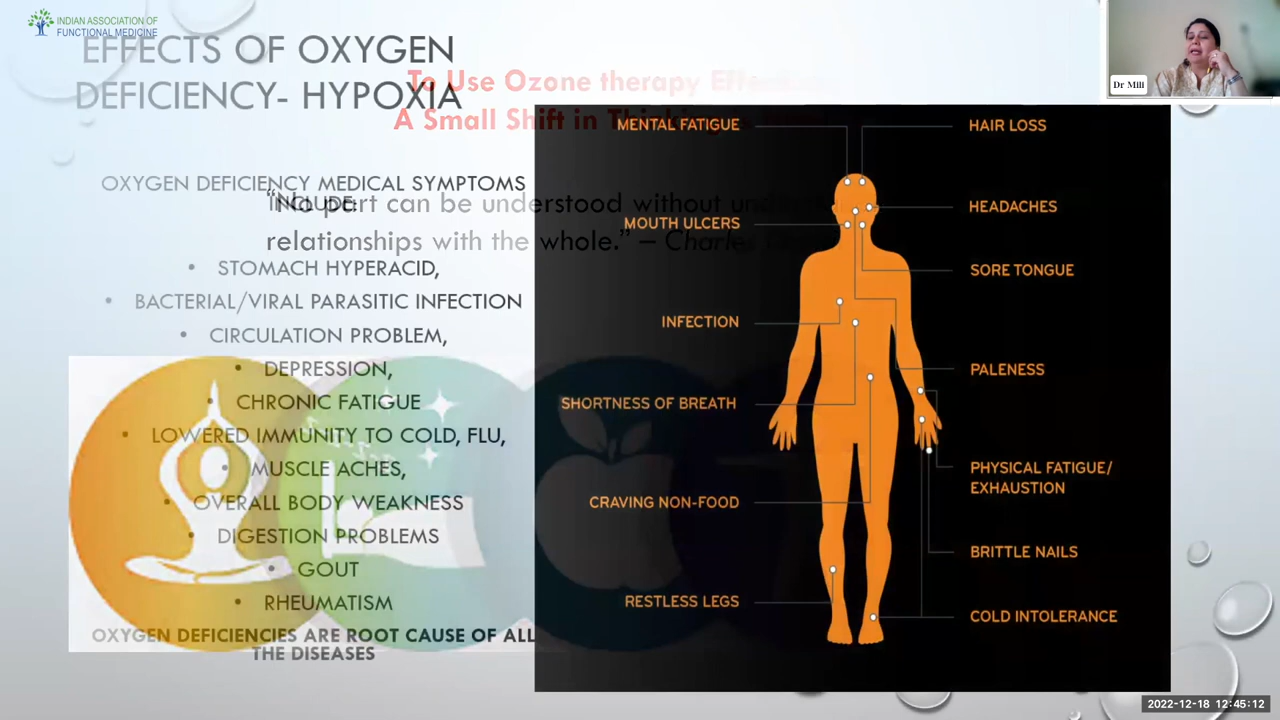 INDIAN ASSOCIATION OF
FUNCTIONAL MEDICINE
EFFECTS OF OXYGEN
DEFICIENCY- HYPOXIA
To Use Ozone therapy
A Small Shift in
OXYGEN DEFICIENCY MEDICAL SYMPTOMS
INCLUDE:
"No part can be understood without
relationships with the whole." – Charles
• STOMACH HYPERACID,
• BACTERIAL/VIRAL PARASITIC INFECTION
• CIRCULATION PROBLEM,
• DEPRESSION,
• CHRONIC FATIGUE
• LOWERED IMMUNITY TO COLD, FLU,
• MUSCLE ACHES,
• OVERALL BODY WEAKNESS
• DIGESTION PROBLEMS
• GOUT
• RHEUMATISM
OXYGEN DEFICIENCIES ARE ROOT CAUSE OF ALL
THE DISEASES
MENTAL FATIGUE
MOUTH ULCERS
INFECTION
SHORTNESS OF BREATH
CRAVING NON-FOOD
RESTLESS LEGS
HAIR LOSS
HEADACHES
SORE TONGUE
PALENESS
PHYSICAL FATIGUE/
EXHAUSTION
BRITTLE NAILS
COLD INTOLERANCE
Dr Mili
2022-12-18 12:45:12